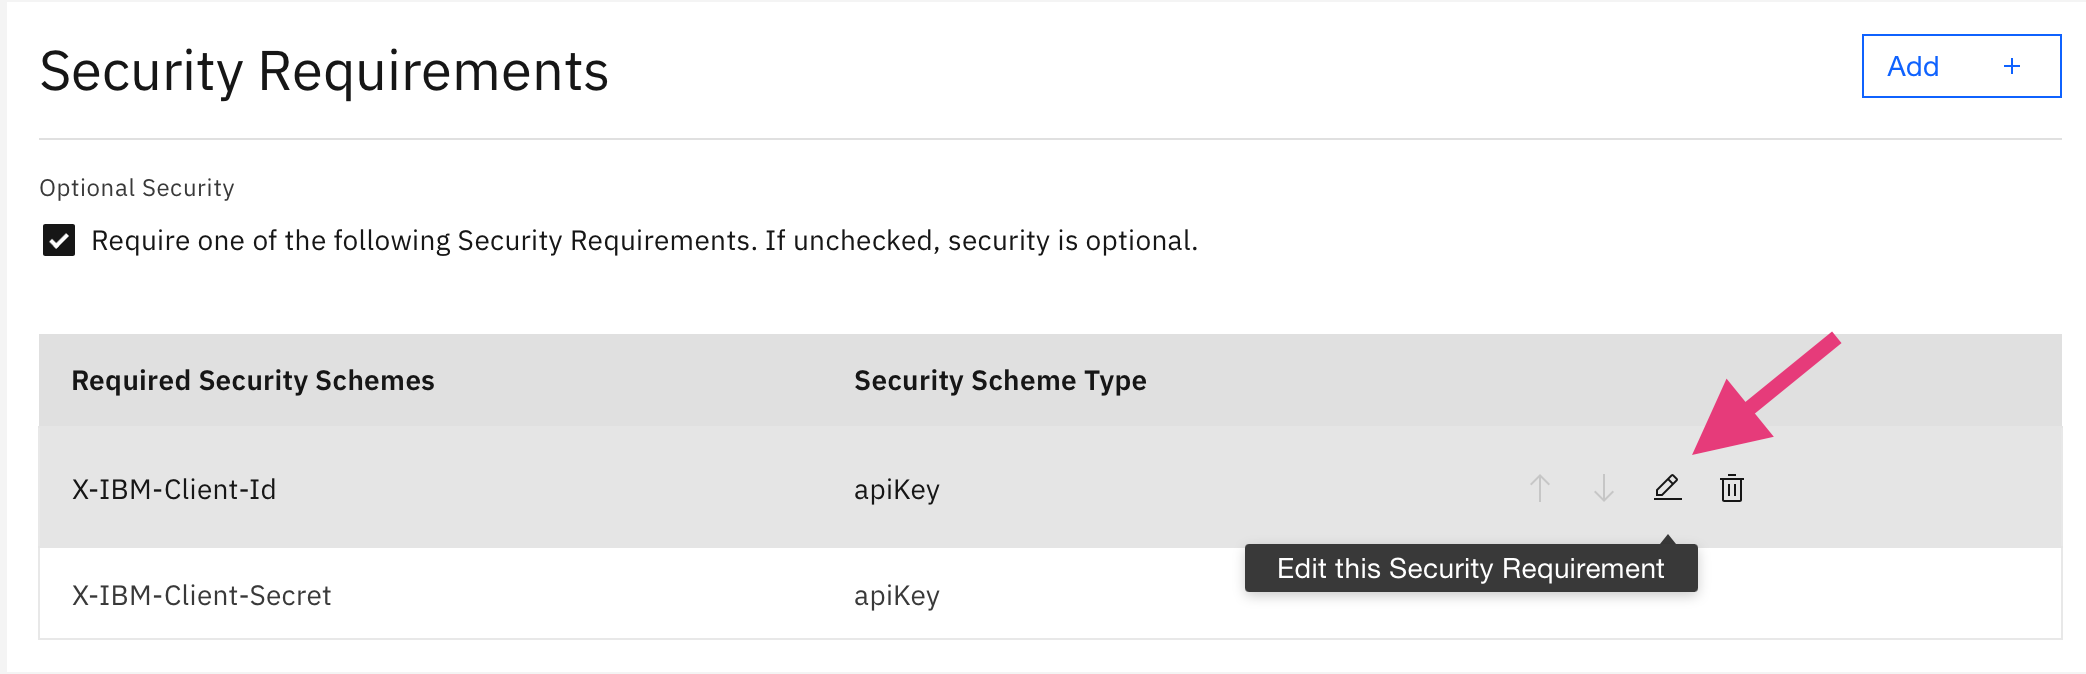 Security Requirements
Add +
Optional Security
Require one of the following Security Requirements. If unchecked, security is optional.
Required Security Schemes Security Scheme Type
X-IBM-Client-Id apiKey
Edit this Security Requirement
X-IBM-Client-Secret apiKey